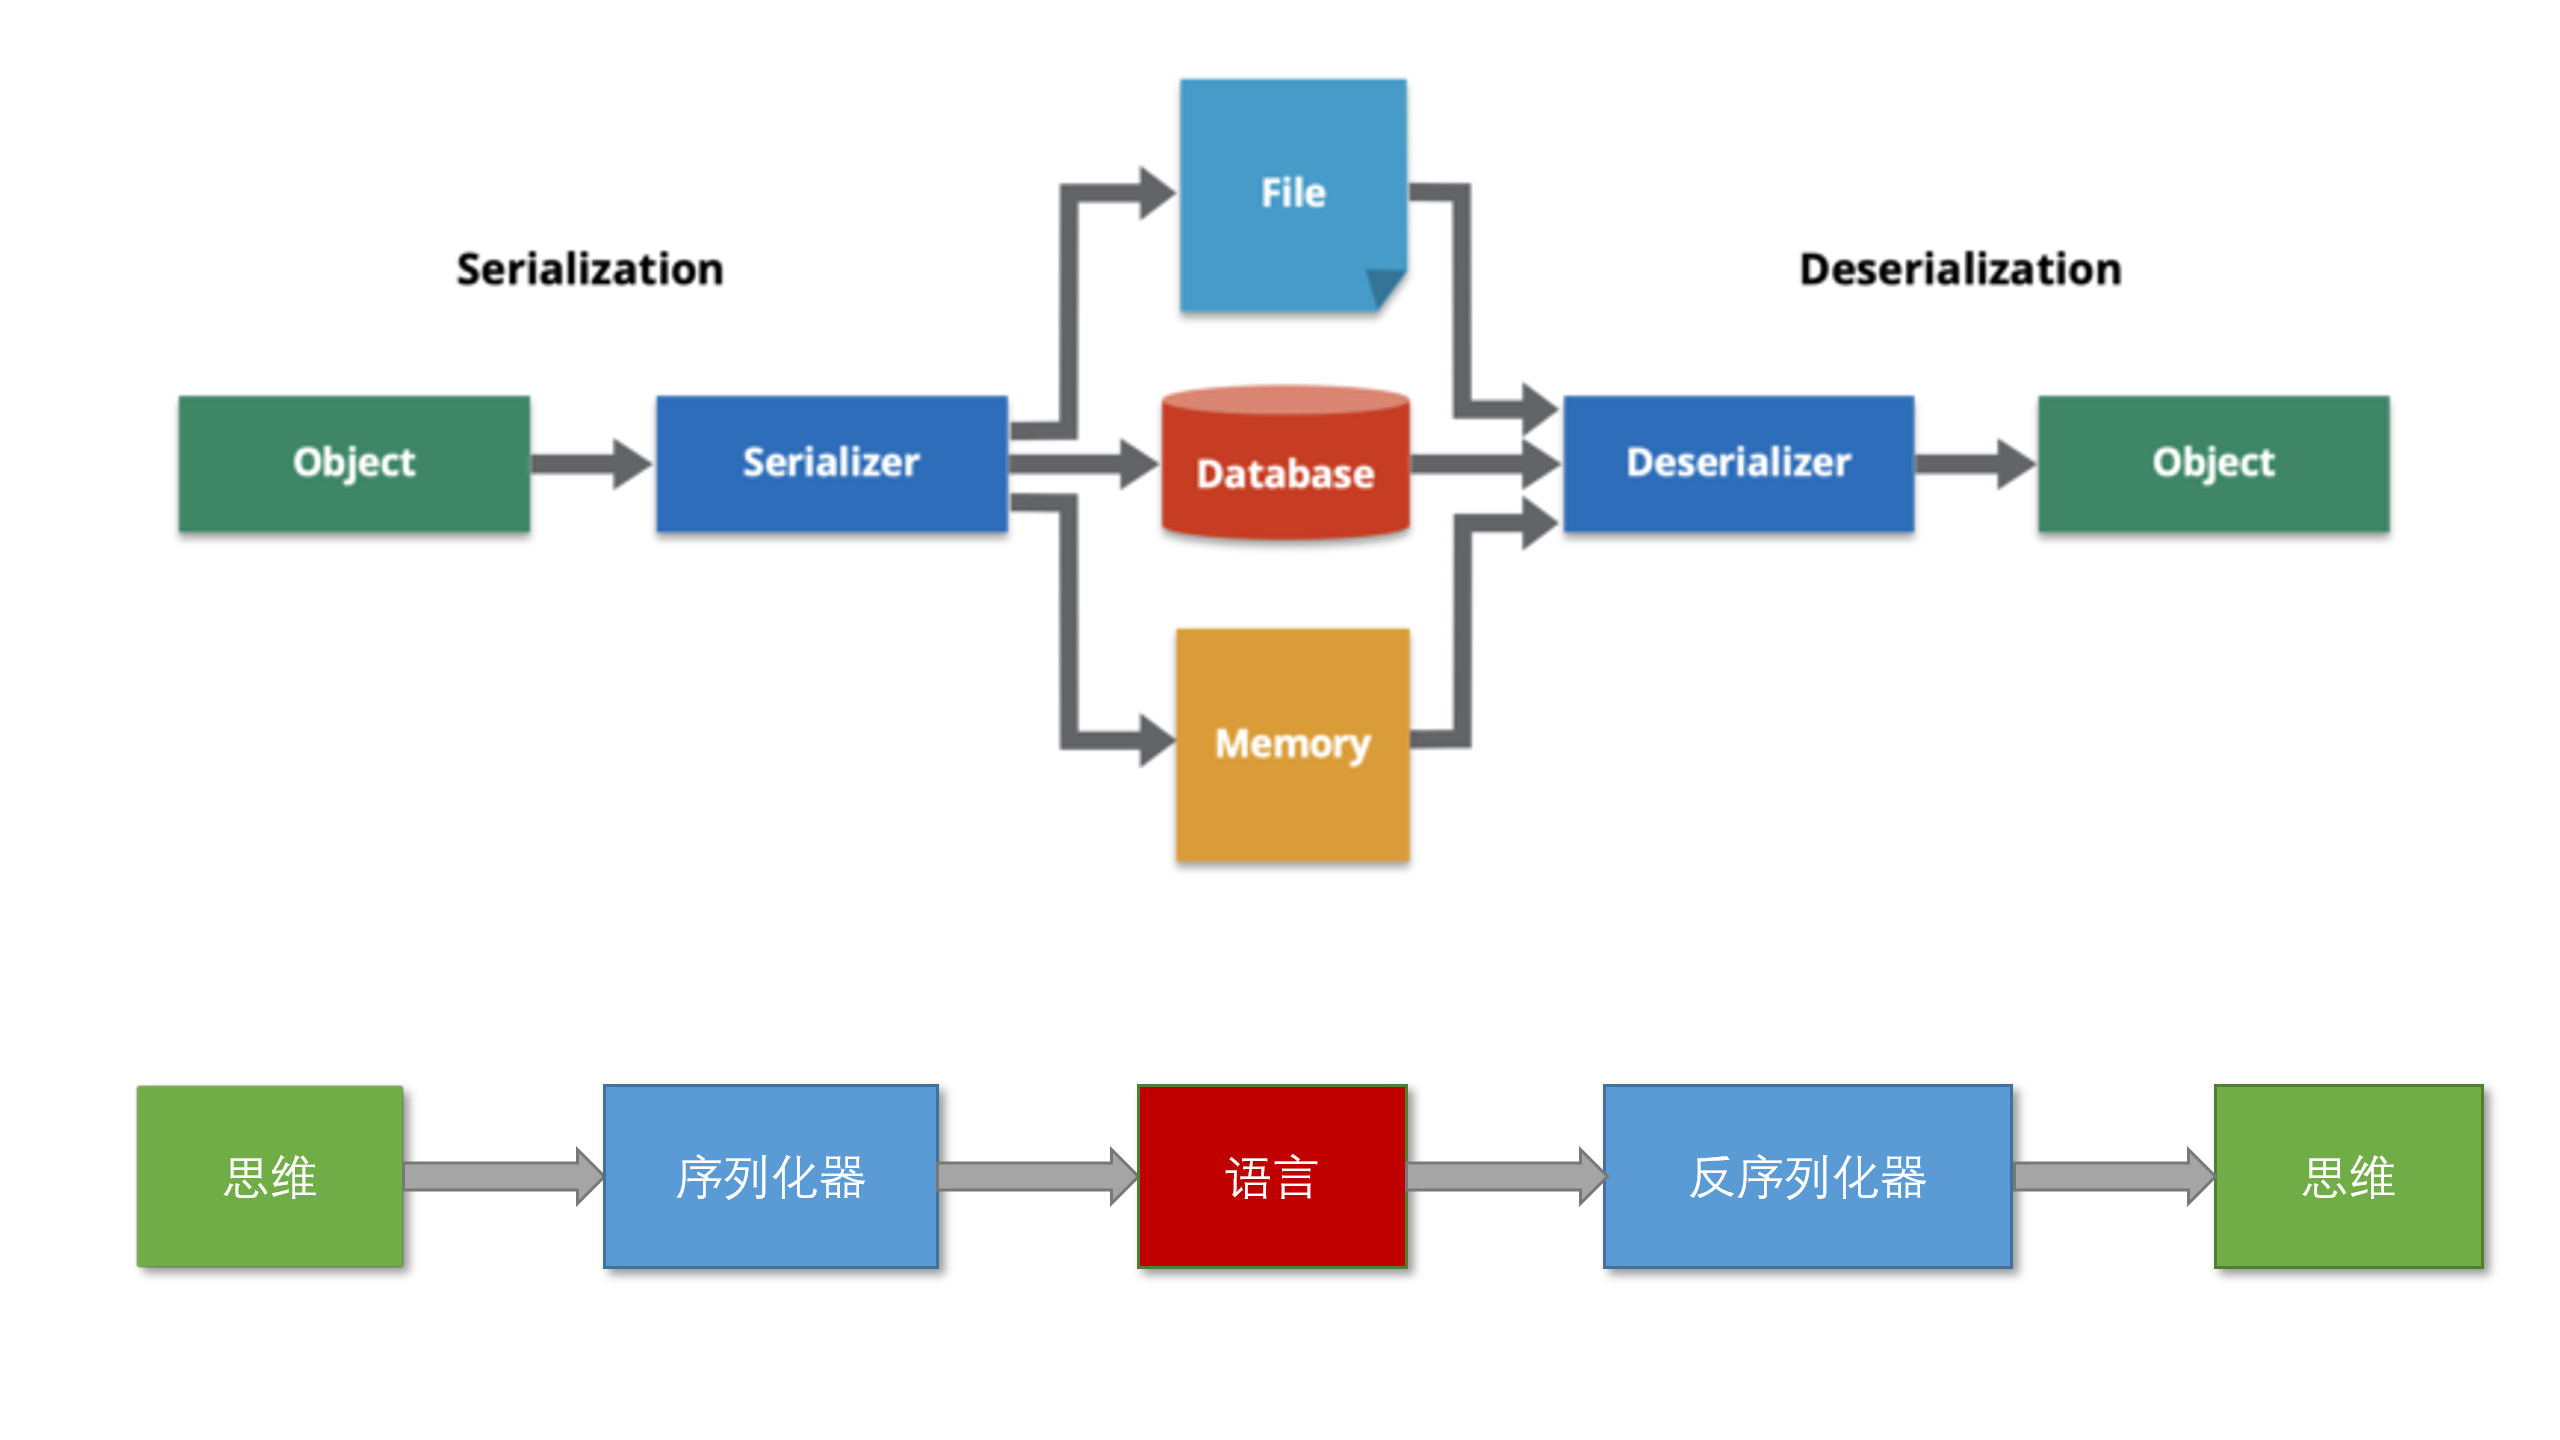 File
Serialization
Deserialization
Object
Serializer
Database
Deserializer
Object
Memory
思维
序列化器
语言
反序列化器
思维